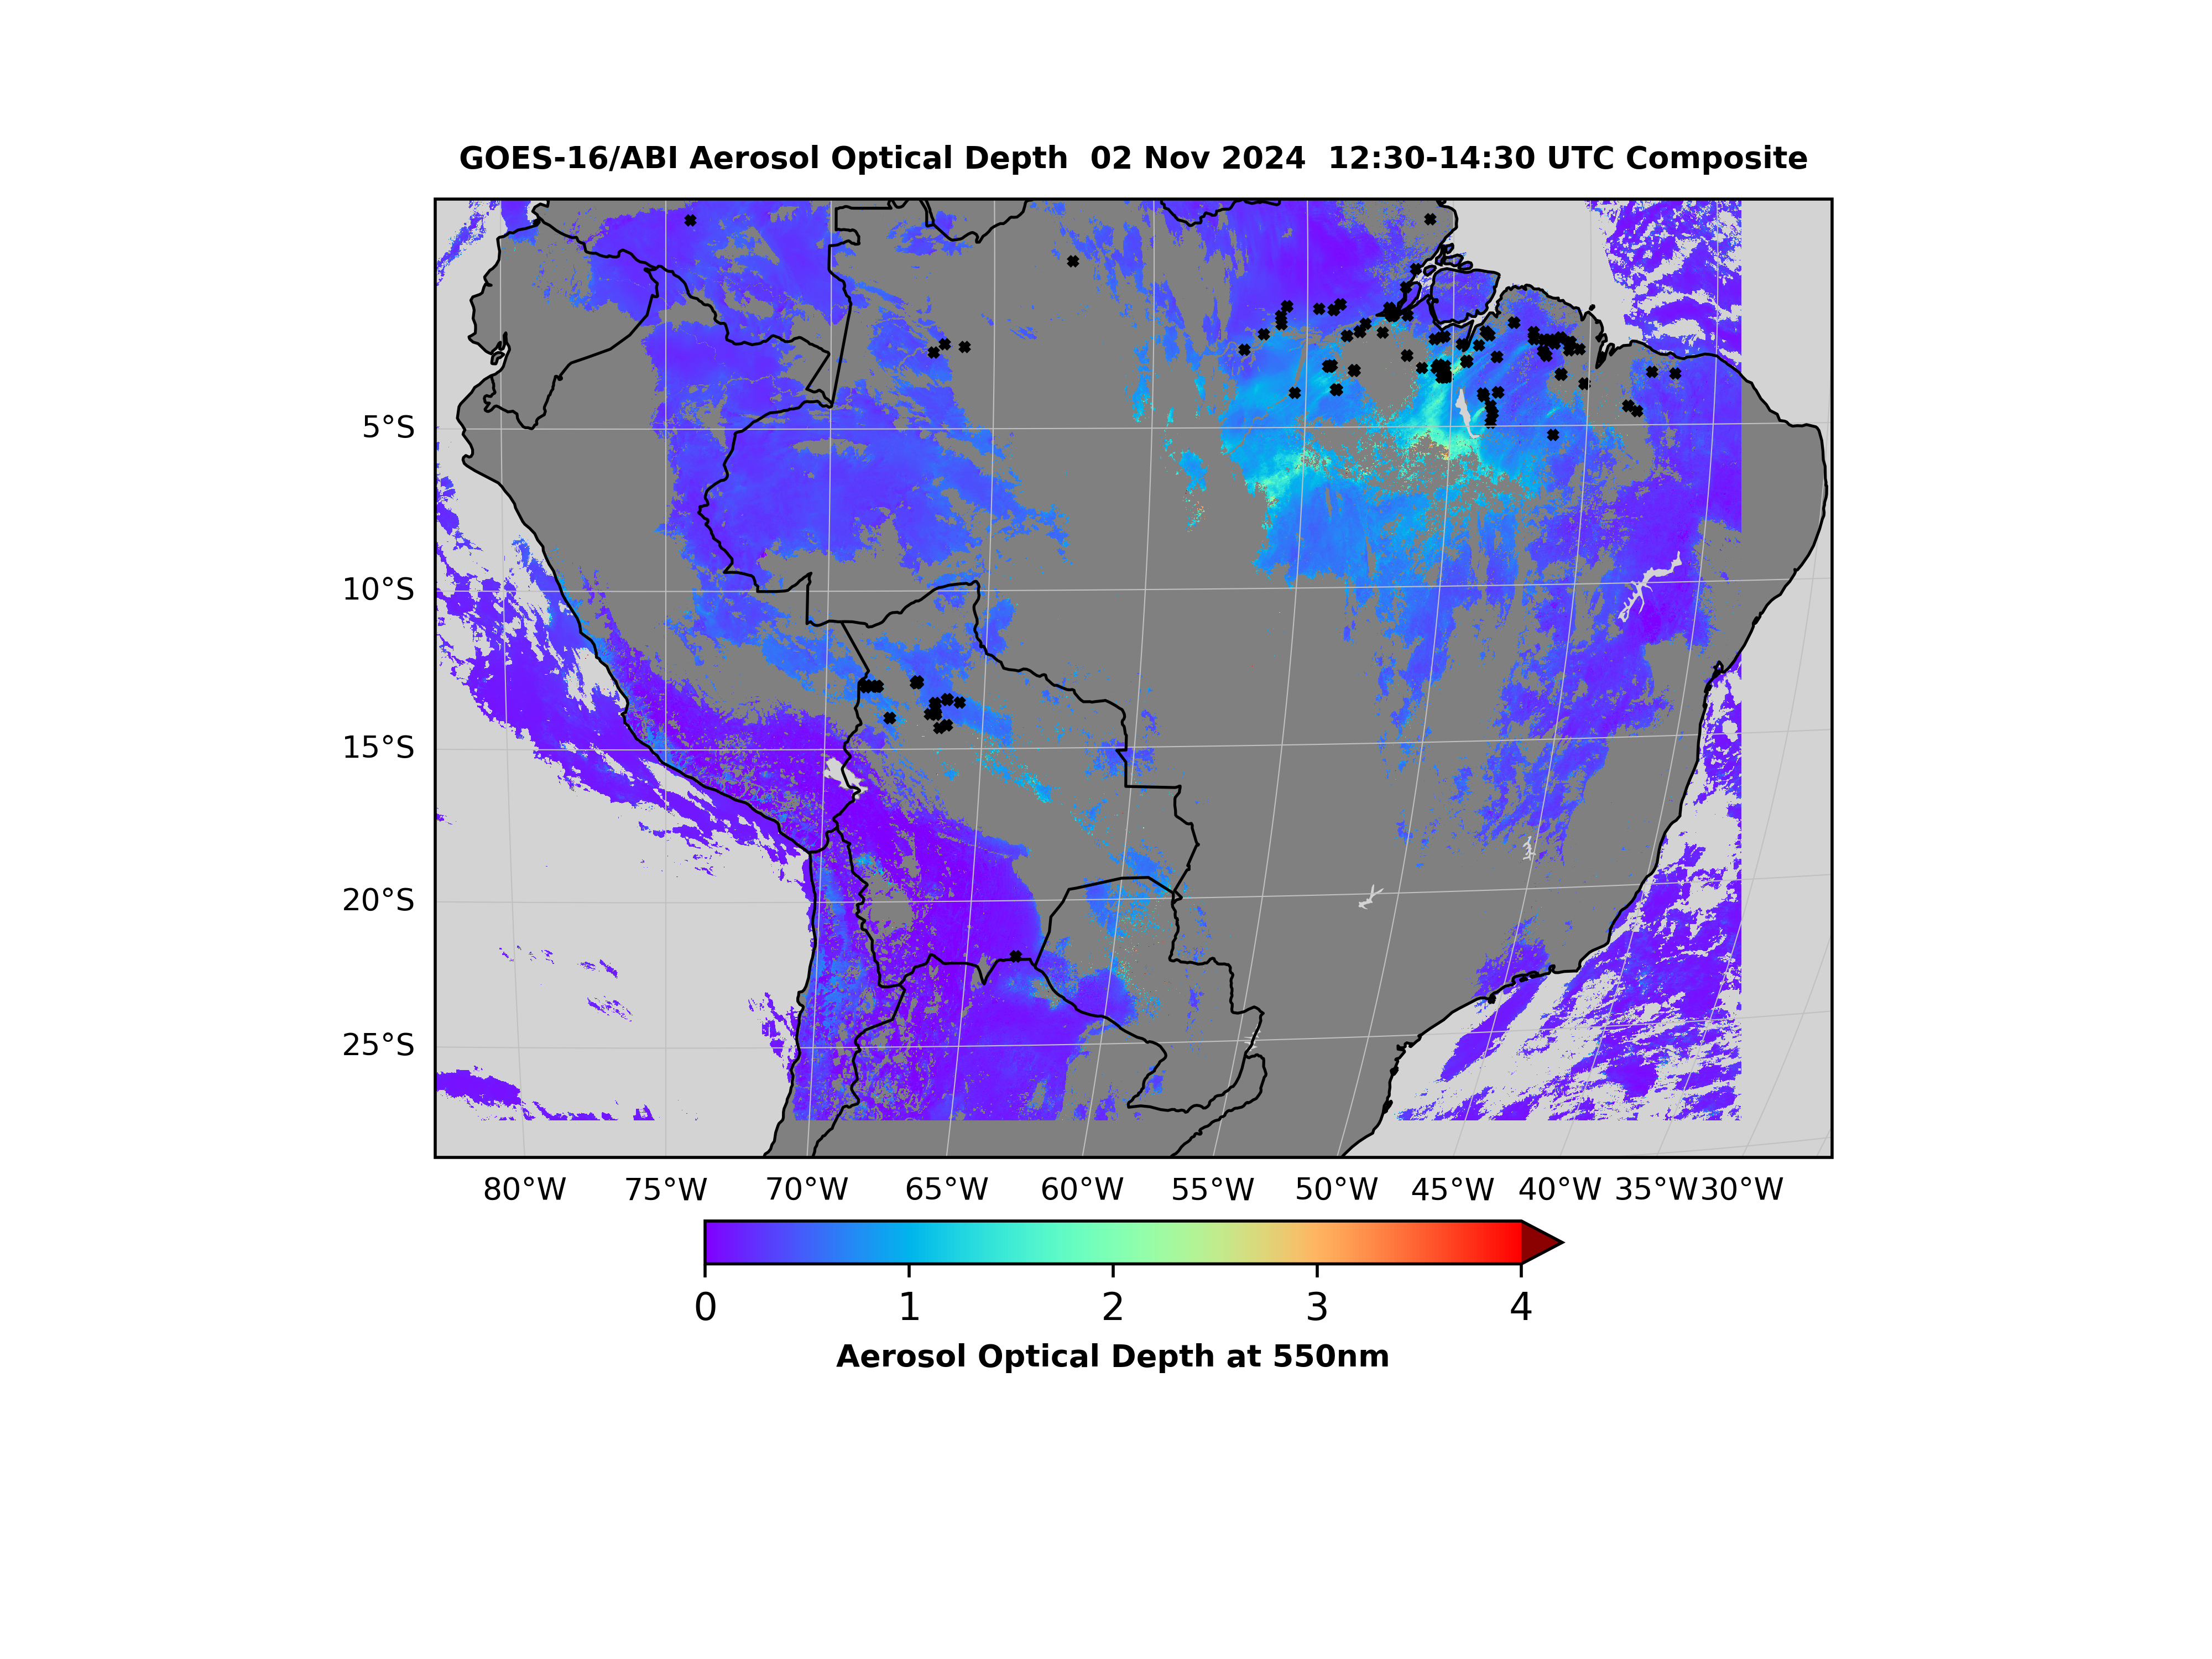 GOES-16/ABI Aerosol Optical Depth  02 Nov 2024  12:30-14:30 UTC Composite
5°S
10°S
15°S
20°S
25°S
80°W 75°W 70°W 65°W 60°W 55°W 50°W 45°W 40°W 35°W 30°W
0 1 2 3 4
Aerosol Optical Depth at 550nm